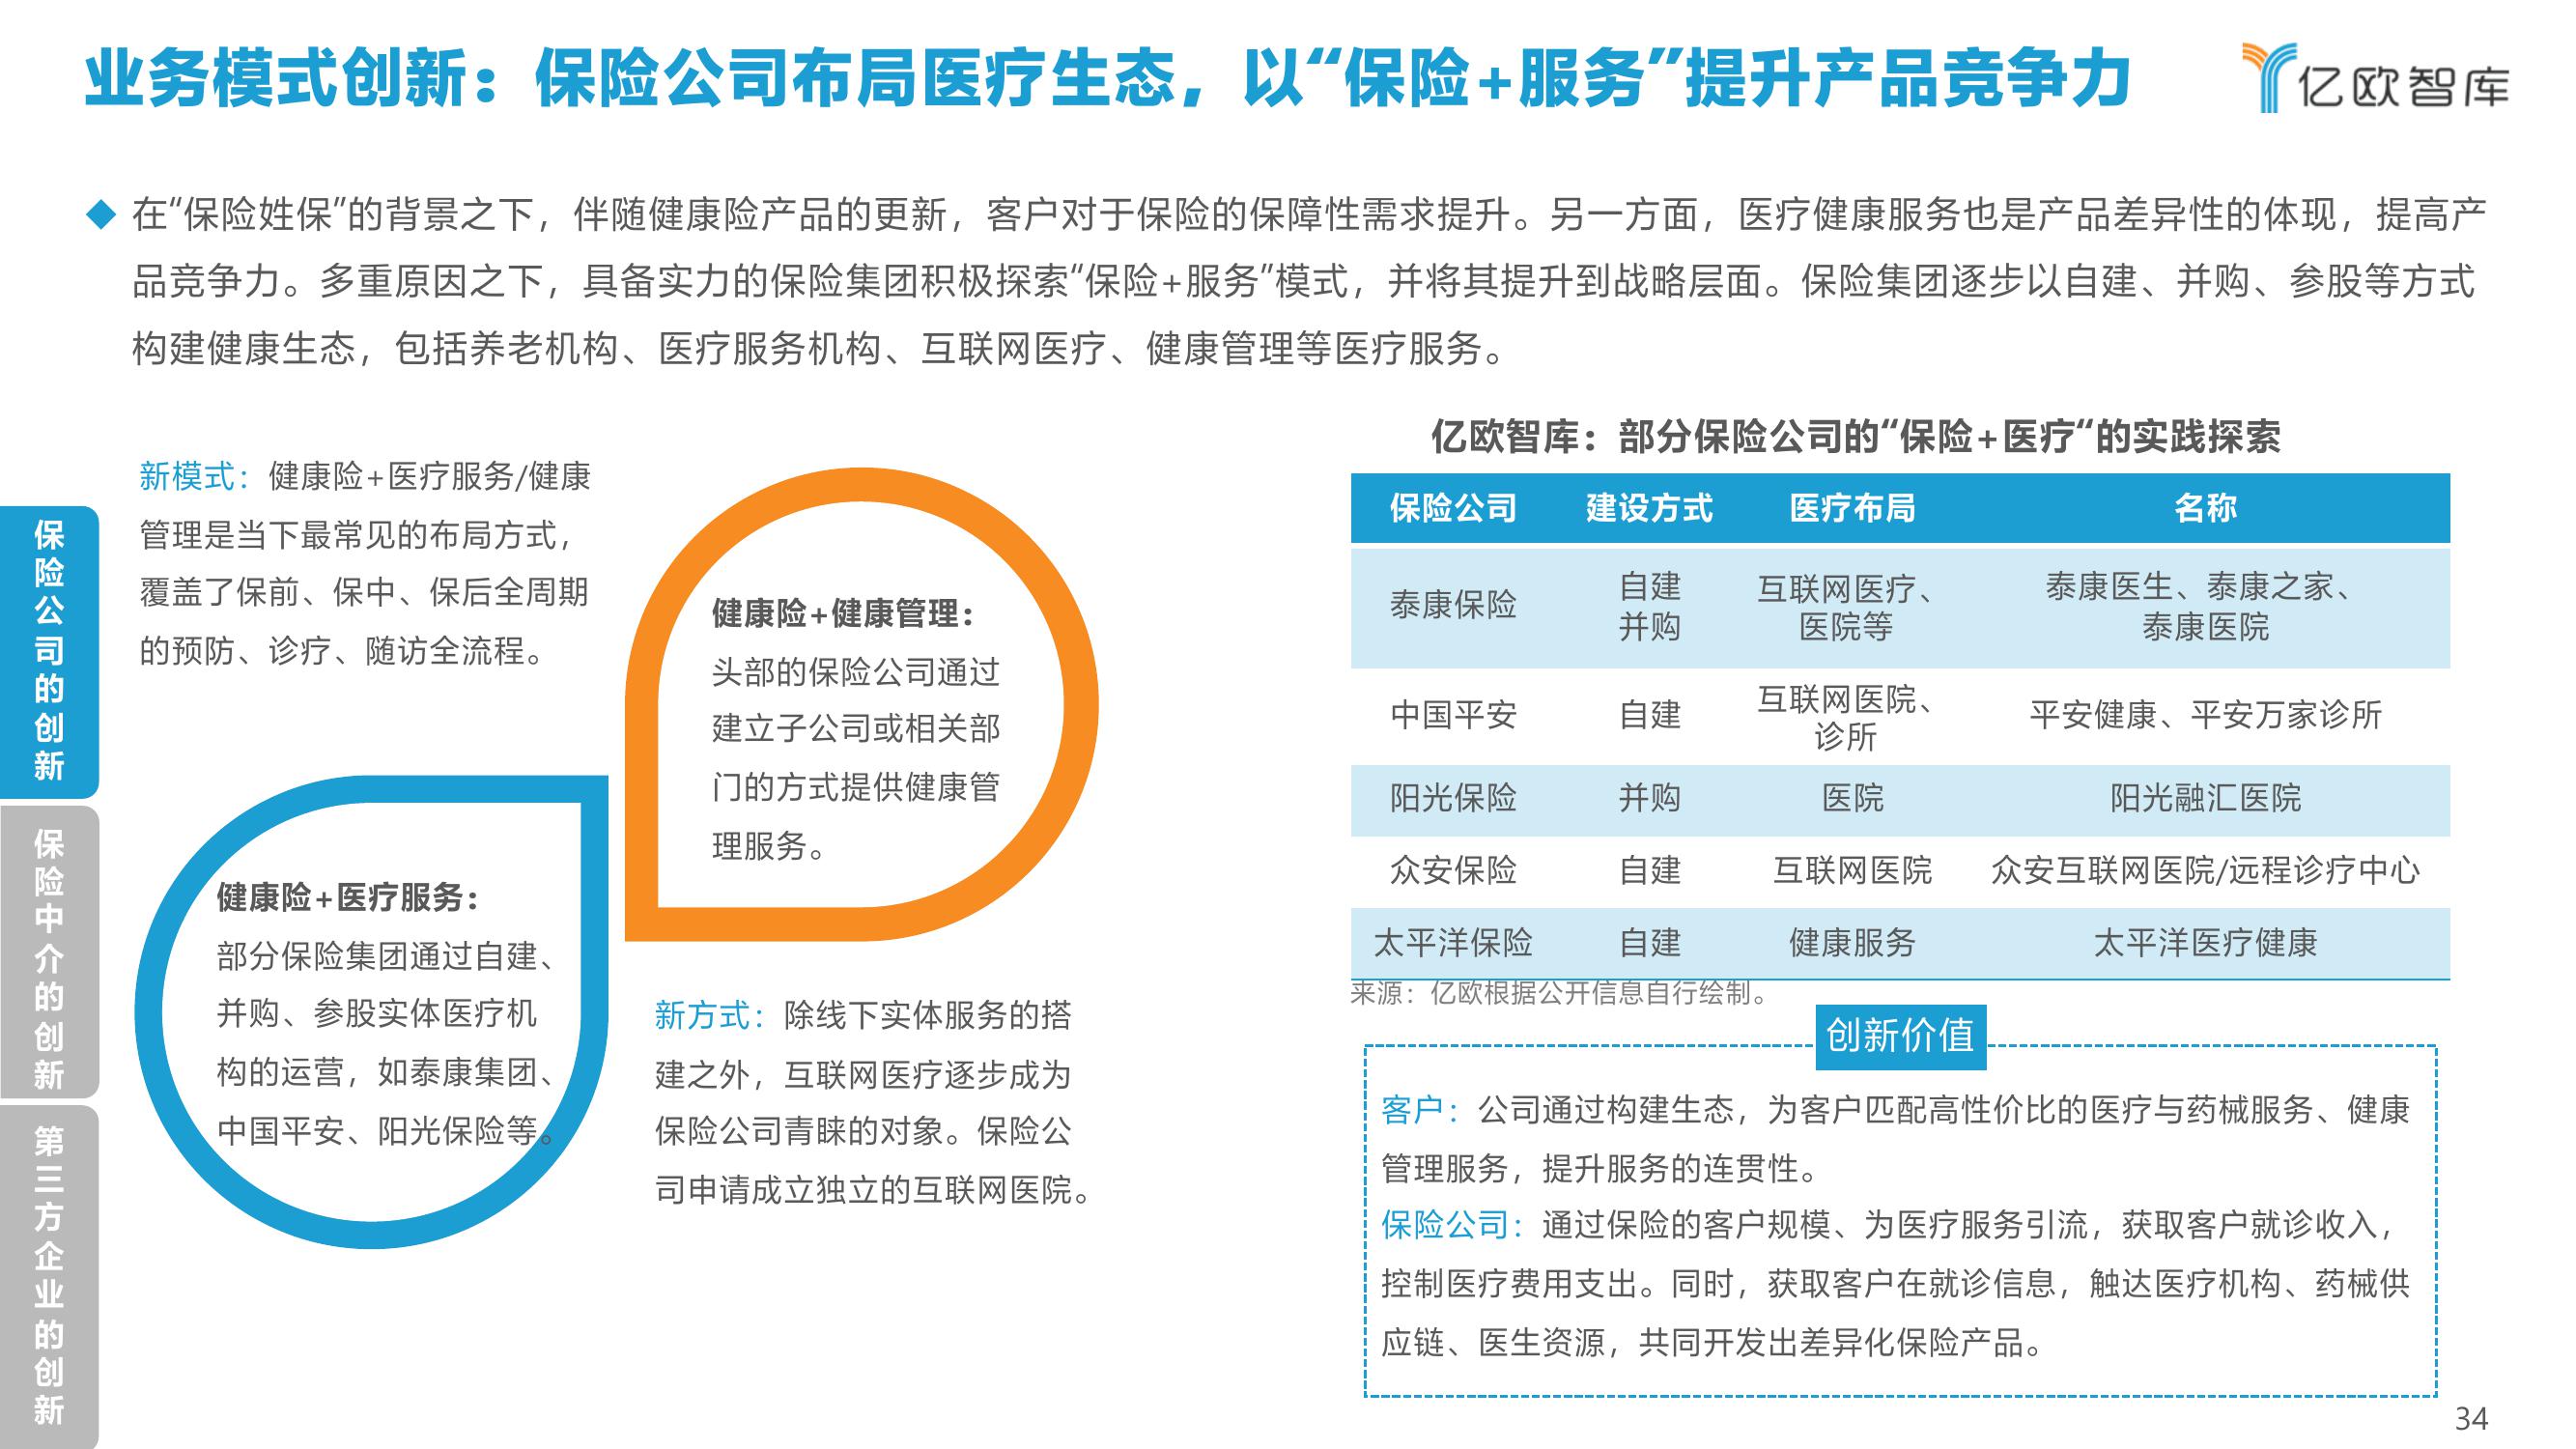 业务模式创新：保险公司布局医疗生态，以“保险+服务”提升产品竞争力
亿欧智库
在“保险姓保”的背景之下，伴随健康险产品的更新，客户对于保险的保障性需求提升。另一方面，医疗健康服务也是产品差异性的体现，提高产
品竞争力。多重原因之下，具备实力的保险集团积极探索“保险+服务”模式，并将其提升到战略层面。保险集团逐步以自建、并购、参股等方式
构建健康生态，包括养老机构、医疗服务机构、互联网医疗、健康管理等医疗服务。
保险公司的创新
保险中介的创新
第三方企业的创新
新模式：健康险+医疗服务/健康
管理是当下最常见的布局方式，
覆盖了保前、保中、保后全周期
的预防、诊疗、随访全流程。
健康险+健康管理：
头部的保险公司通过
建立子公司或相关部
门的方式提供健康管
理服务。
健康险+医疗服务：
部分保险集团通过自建、
并购、参股实体医疗机
构的运营，如泰康集团、
中国平安、阳光保险等。
新方式：除线下实体服务的搭
建之外，互联网医疗逐步成为
保险公司青睐的对象。保险公
司申请成立独立的互联网医院。
亿欧智库：部分保险公司的“保险+医疗“的实践探索
保险公司 建设方式 医疗布局 名称
泰康保险 自建 并购 互联网医疗、医院等 泰康医生、泰康之家、泰康医院
中国平安 自建 互联网医院、诊所 平安健康、平安万家诊所
阳光保险 并购 医院 阳光融汇医院
众安保险 自建 互联网医院 众安互联网医院/远程诊疗中心
太平洋保险 自建 健康服务 太平洋医疗健康
来源：亿欧根据公开信息自行绘制。
创新价值
客户：公司通过构建生态，为客户匹配高性价比的医疗与药械服务、健康
管理服务，提升服务的连贯性。
保险公司：通过保险的客户规模、为医疗服务引流，获取客户就诊收入，
控制医疗费用支出。同时，获取客户在就诊信息，触达医疗机构、药械供
应链、医生资源，共同开发出差异化保险产品。
34